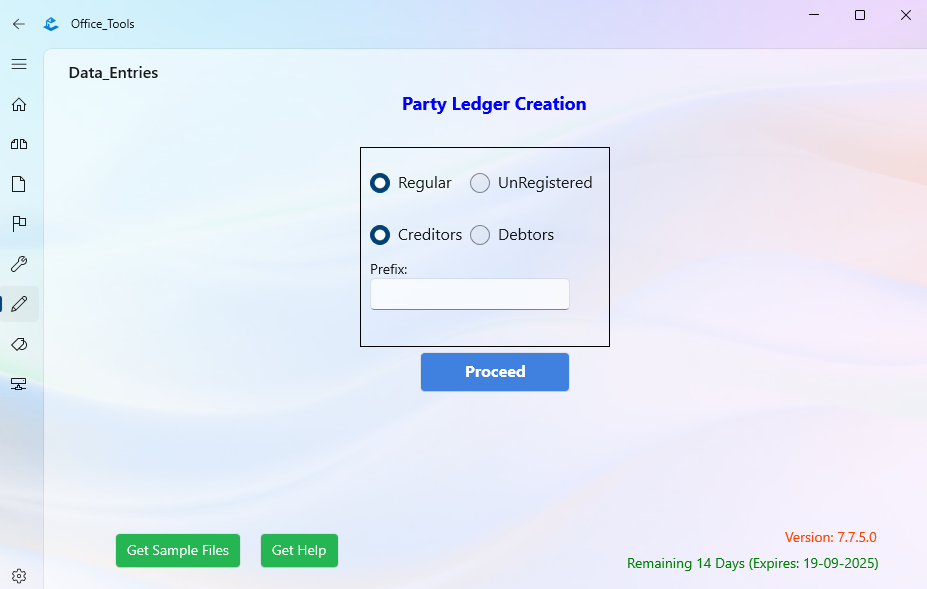 Office_Tools
Data_Entries
Party Ledger Creation
Regular UnRegistered
Creditors Debtors
Prefix:
Proceed
Get Sample Files Get Help
Version: 7.7.5.0
Remaining 14 Days (Expires: 19-09-2025)